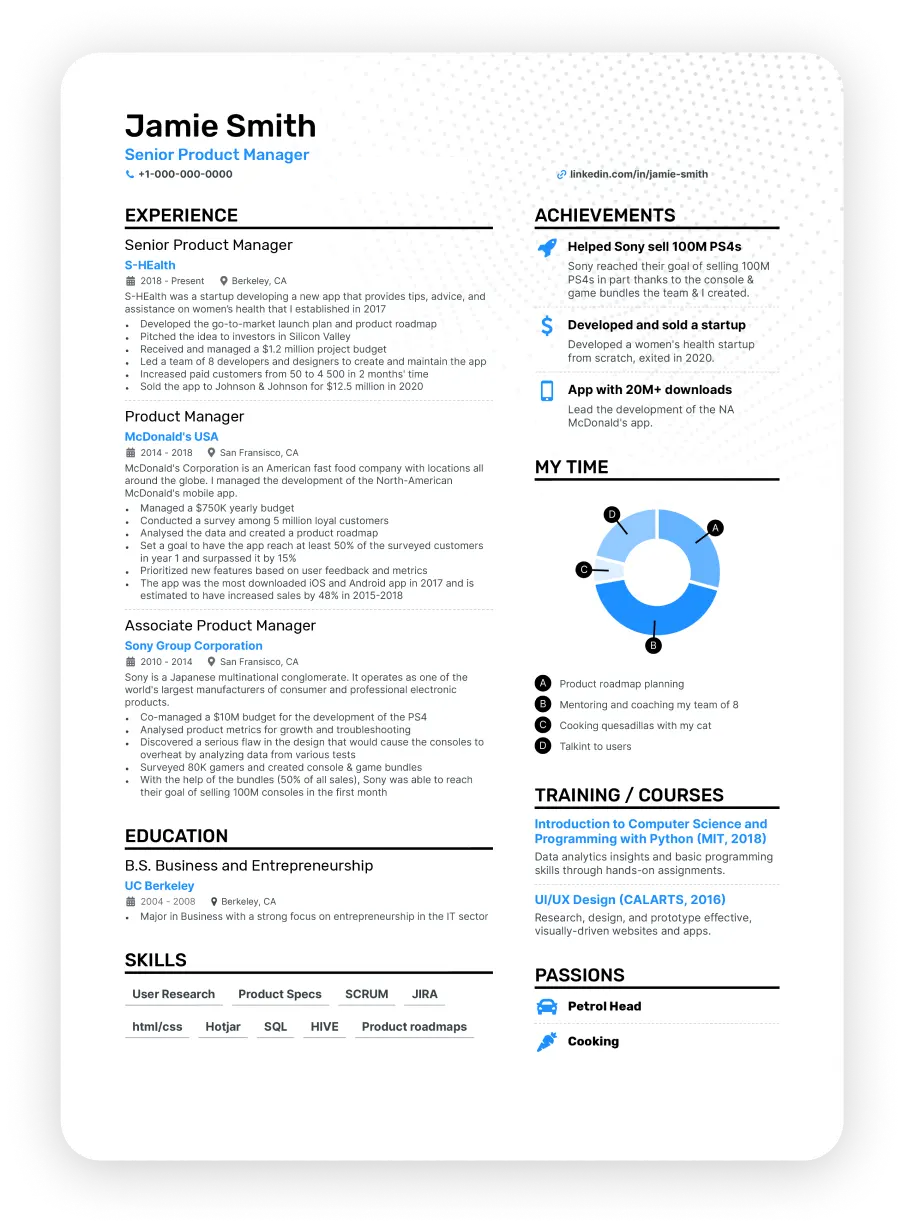 Jamie Smith
Senior Product Manager
+1-000-000-0000
linkedin.com/in/jamie-smith
EXPERIENCE
Senior Product Manager
S-HEalth
2018 - Present Berkeley, CA
S-HEalth was a startup developing a new app that provides tips, advice, and
assistance on women's health that I established in 2017
• Developed the go-to-market launch plan and product roadmap
• Pitched the idea to investors in Silicon Valley
• Received and managed a $1.2 million project budget
• Led a team of 8 developers and designers to create and maintain the app
• Increased paid customers from 50 to 4 500 in 2 months' time
• Sold the app to Johnson & Johnson for $12.5 million in 2020
Product Manager
McDonald's USA
2014 - 2018 San Fransisco, CA
McDonald's Corporation is an American fast food company with locations all
around the globe. I managed the development of the North-American
McDonald's mobile app.
• Managed a $750K yearly budget
• Conducted a survey among 5 million loyal customers
• Analysed the data and created a product roadmap
• Set a goal to have the app reach at least 50% of the surveyed customers
in year 1 and surpassed it by 15%
• Prioritized new features based on user feedback and metrics
• The app was the most downloaded iOS and Android app in 2017 and is
estimated to have increased sales by 48% in 2015-2018
Associate Product Manager
Sony Group Corporation
2010 - 2014 San Fransisco, CA
Sony is a Japanese multinational conglomerate. It operates as one of the
world's largest manufacturers of consumer and professional electronic
products.
• Co-managed a $10M budget for the development of the PS4
• Analysed product metrics for growth and troubleshooting
• Discovered a serious flaw in the design that would cause the consoles to
overheat by analyzing data from various tests
• Surveyed 80K gamers and created console & game bundles
• With the help of the bundles (50% of all sales), Sony was able to reach
their goal of selling 100M consoles in the first month
EDUCATION
B.S. Business and Entrepreneurship
UC Berkeley
2004 - 2008 Berkeley, CA
• Major in Business with a strong focus on entrepreneurship in the IT sector
SKILLS
User Research Product Specs SCRUM JIRA
html/css Hotjar SQL HIVE Product roadmaps
ACHIEVEMENTS
Helped Sony sell 100M PS4s
Sony reached their goal of selling 100M
PS4s in part thanks to the console &
game bundles the team & I created.
Developed and sold a startup
Developed a women's health startup
from scratch, exited in 2020.
App with 20M+ downloads
Lead the development of the NA
McDonald's app.
MY TIME
D
A
C
B
A Product roadmap planning
B Mentoring and coaching my team of 8
C Cooking quesadillas with my cat
D Talkint to users
TRAINING / COURSES
Introduction to Computer Science and
Programming with Python (MIT, 2018)
Data analytics insights and basic programming
skills through hands-on assignments.
UI/UX Design (CALARTS, 2016)
Research, design, and prototype effective,
visually-driven websites and apps.
PASSIONS
Petrol Head
Cooking